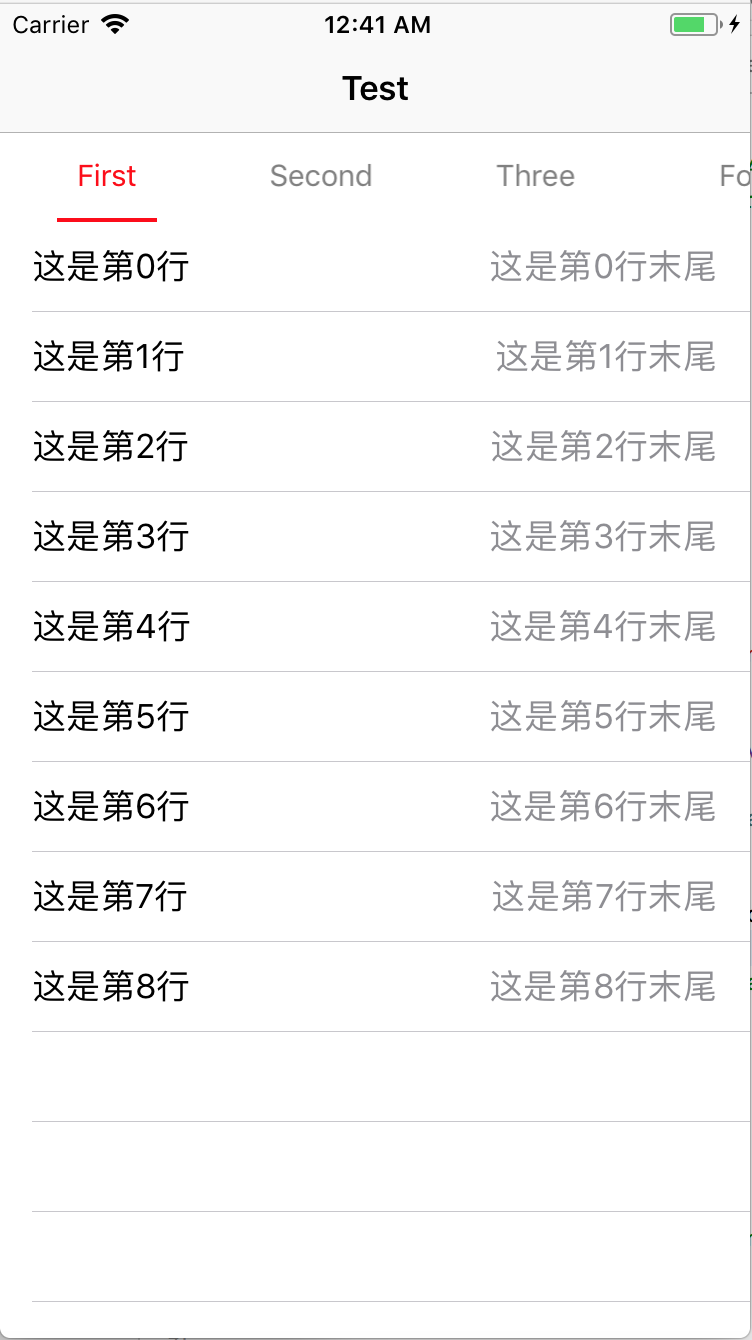 Carrier 12:41 AM
Test
First Second Three Fo
这是第0行 这是第0行末尾
这是第1行 这是第1行末尾
这是第2行 这是第2行末尾
这是第3行 这是第3行末尾
这是第4行 这是第4行末尾
这是第5行 这是第5行末尾
这是第6行 这是第6行末尾
这是第7行 这是第7行末尾
这是第8行 这是第8行末尾